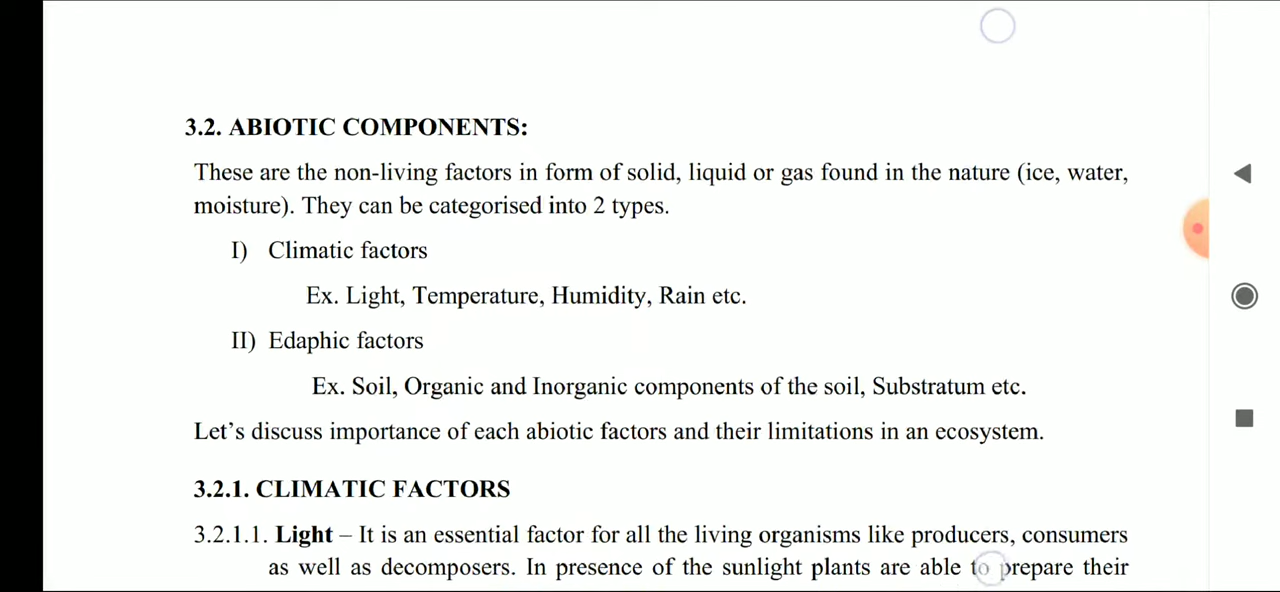 3.2. ABIOTIC COMPONENTS:
These are the non-living factors in form of solid, liquid or gas found in the nature (ice, water,
moisture). They can be categorised into 2 types.
I) Climatic factors
Ex. Light, Temperature, Humidity, Rain etc.
II) Edaphic factors
Ex. Soil, Organic and Inorganic components of the soil, Substratum etc.
Let’s discuss importance of each abiotic factors and their limitations in an ecosystem.
3.2.1. CLIMATIC FACTORS
3.2.1.1. Light – It is an essential factor for all the living organisms like producers, consumers
as well as decomposers. In presence of the sunlight plants are able to prepare their